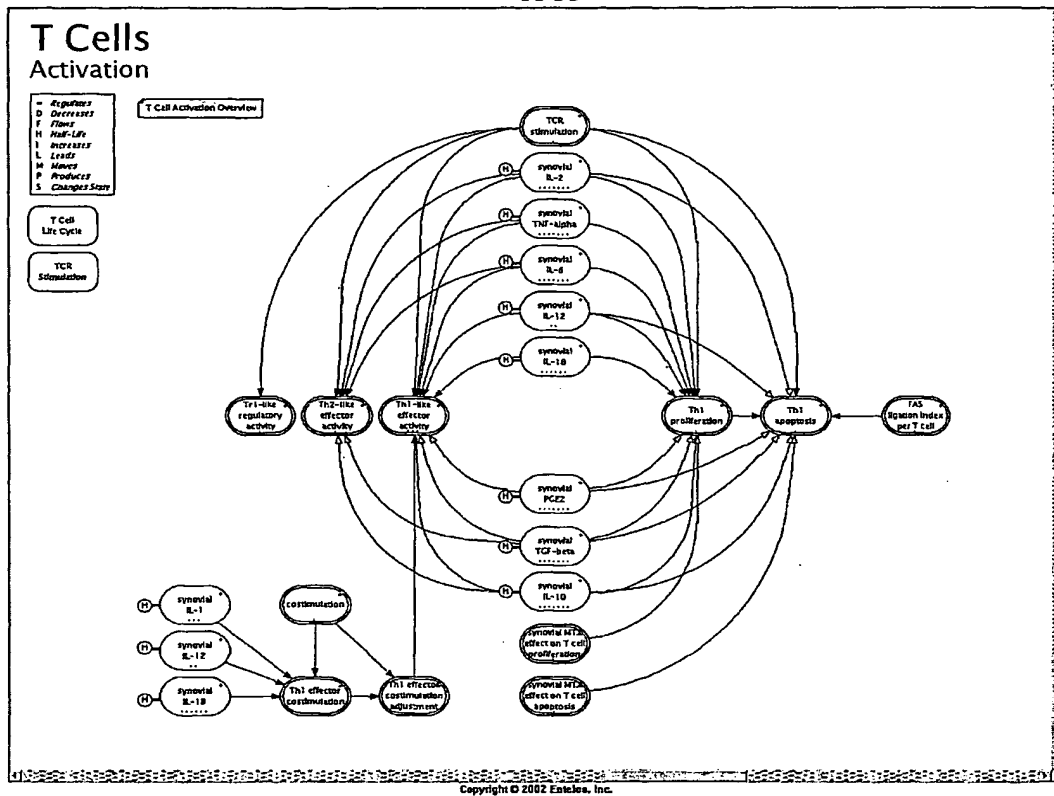 T Cells
Activation
= Regulates
D Decreases
F Flows
H Half-Life
I Increases
L Leads
M Moves
P Produces
S Changes State
T Cell Activation Overview
T Cell
Life Cycle
TCR
Stimulation
TCR
stimulation
H
synovial
IL-2
H
synovial
TNF-alpha
H
synovial
IL-6
H
synovial
IL-12
H
synovial
IL-18
Tr1-like
regulatory
activity
Th2-like
effector
activity
Th1-like
effector
activity
Th1
proliferation
Th1
apoptosis
FAS
ligation index
per T cell
H
synovial
PGE2
H
synovial
TGF-beta
H
synovial
IL-10
H
synovial
IL-1
costimulation
synovial MTX
effect on T cell
proliferation
H
synovial
IL-12
H
synovial
IL-18
Th1 effector
costimulation
Th1 effector
costimulation
adjustment
synovial MTX
effect on T cell
apoptosis
Copyright © 2002 Entelos, Inc.